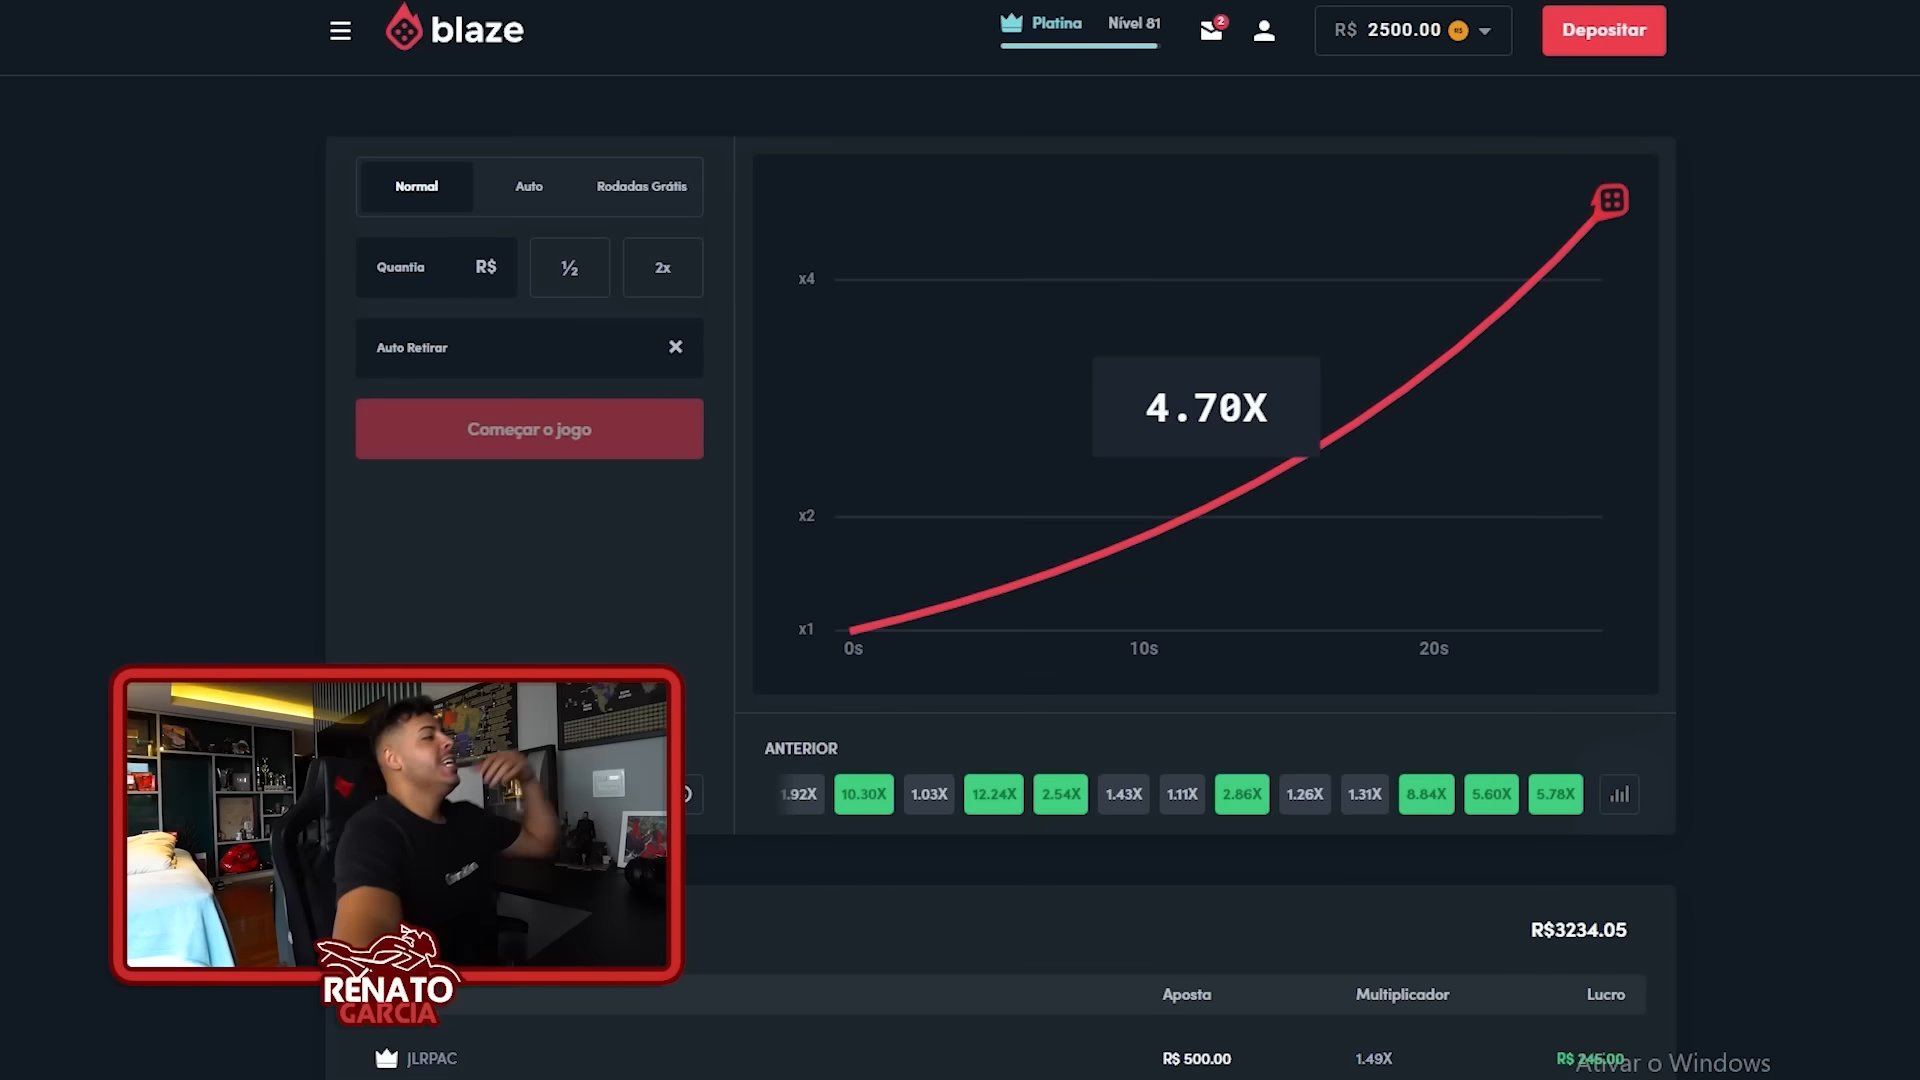 blaze
Platina Nível 81
2
R$ 2500.00 R$
Depositar
Normal Auto Rodadas Grátis
Quantia R$ ½ 2x
Auto Retirar
Começar o jogo
x4
4.70X
x2
x1
0s 10s 20s
ANTERIOR
1.92X 10.30X 1.03X 12.24X 2.54X 1.43X 1.11X 2.86X 1.26X 1.31X 8.84X 5.60X 5.78X
R$3234.05
Aposta Multiplicador Lucro
JLRPAC R$ 500.00 1.49X R$ 245.00
Ativar o Windows
RENATO
GARCIA